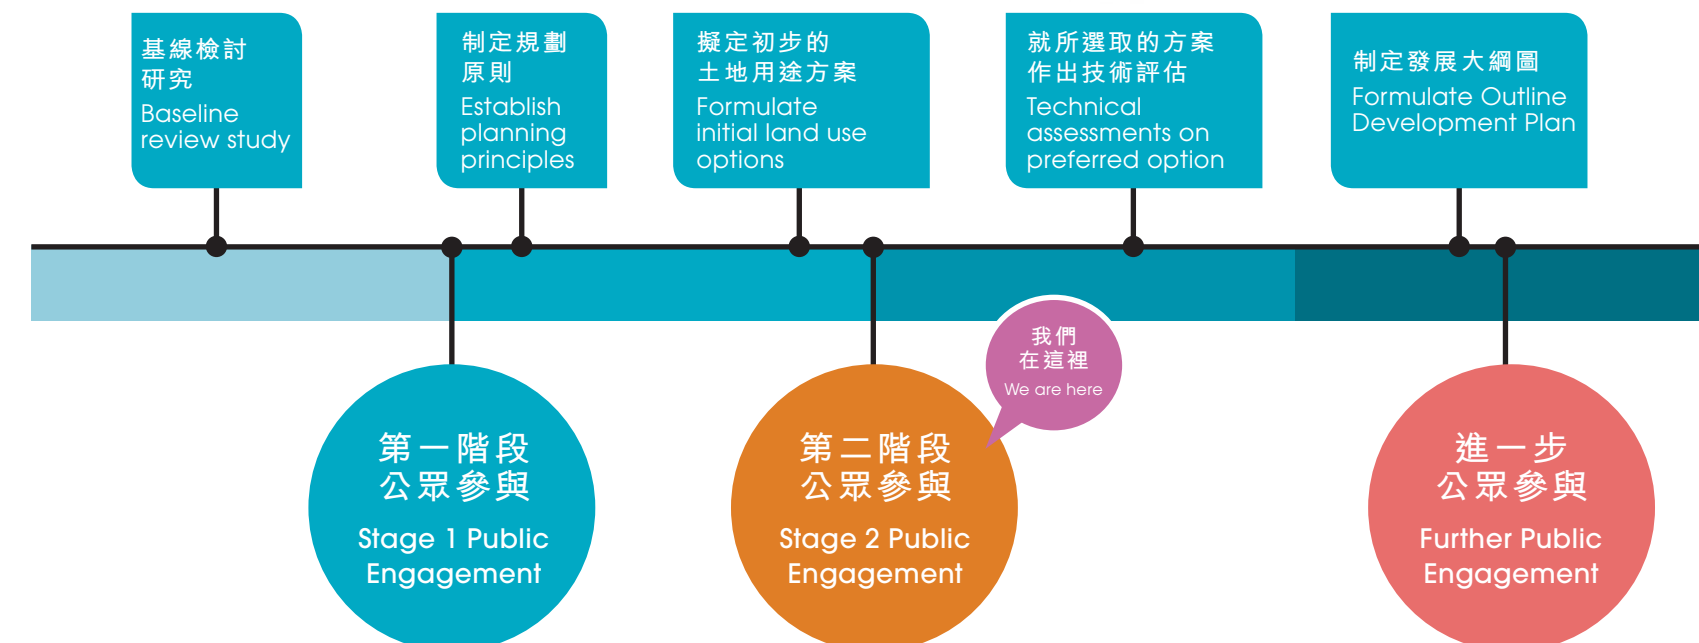 基線檢討
研究
Baseline
review study
制定規劃
原則
Establish
planning
principles
擬定初步的
土地用途方案
Formulate
initial land use
options
就所選取的方案
作出技術評估
Technical
assessments on
preferred option
制定發展大綱圖
Formulate Outline
Development Plan
我們
在這裡
We are here
第一階段
公眾參與
Stage 1 Public
Engagement
第二階段
公眾參與
Stage 2 Public
Engagement
進一步
公眾參與
Further Public
Engagement